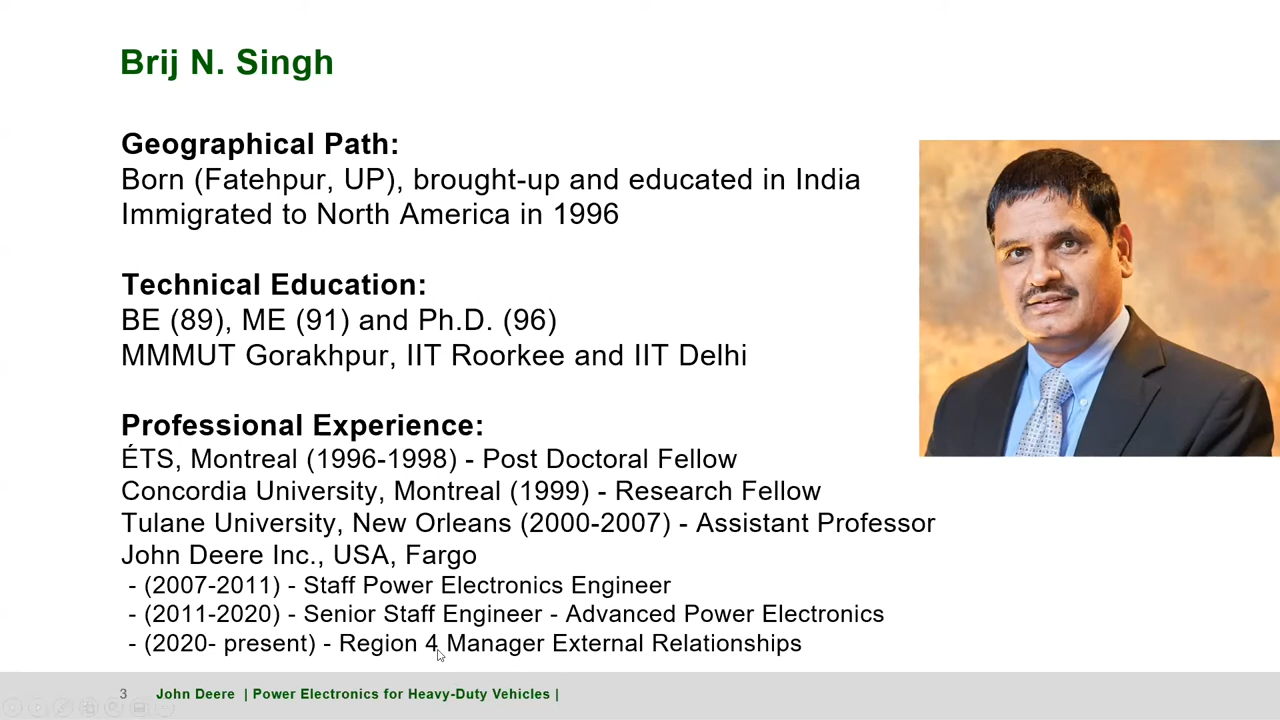 Brij N. Singh
Geographical Path:
Born (Fatehpur, UP), brought-up and educated in India
Immigrated to North America in 1996
Technical Education:
BE (89), ME (91) and Ph.D. (96)
MMMUT Gorakhpur, IIT Roorkee and IIT Delhi
Professional Experience:
ÉTS, Montreal (1996-1998) - Post Doctoral Fellow
Concordia University, Montreal (1999) - Research Fellow
Tulane University, New Orleans (2000-2007) - Assistant Professor
John Deere Inc., USA, Fargo
- (2007-2011) - Staff Power Electronics Engineer
- (2011-2020) - Senior Staff Engineer - Advanced Power Electronics
- (2020- present) - Region 4 Manager External Relationships
3 John Deere | Power Electronics for Heavy-Duty Vehicles |